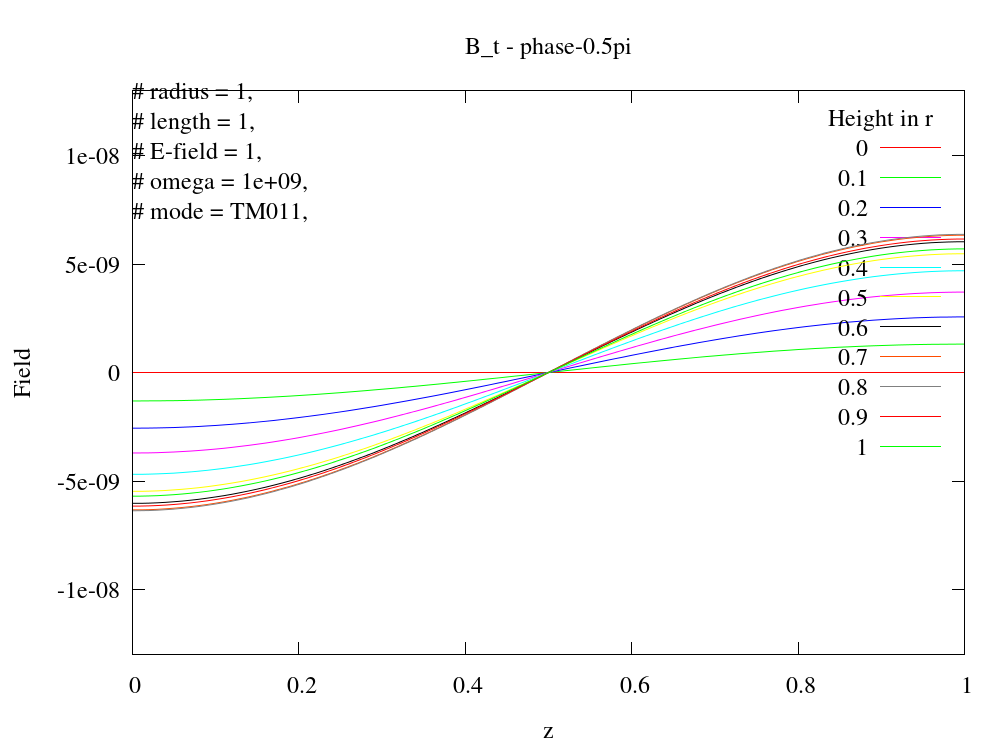 B_t - phase-0.5pi
# radius = 1,
# length = 1,
# E-field = 1,
# omega = 1e+09,
# mode = TM011,
Height in r
0
0.1
0.2
0.3
0.4
0.5
0.6
0.7
0.8
0.9
1
1e-08
5e-09
0
-5e-09
-1e-08
Field
0 0.2 0.4 0.6 0.8 1
z